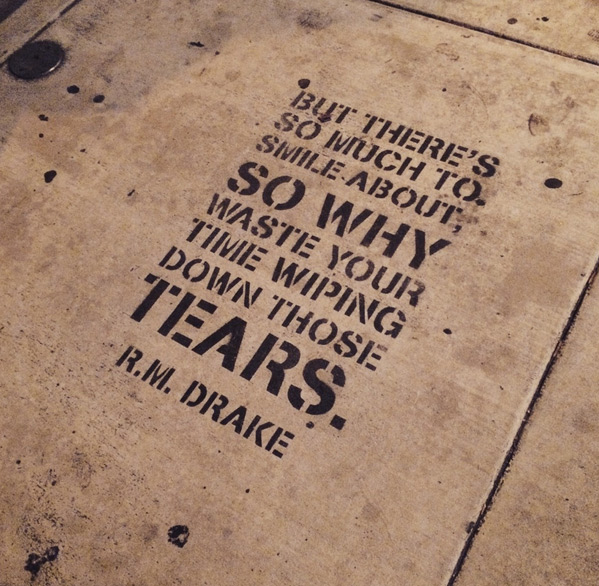 BUT THERE'S
SO MUCH TO.
SMILE ABOUT,
SO WHY
WASTE YOUR
TIME WIPING
DOWN THOSE
TEARS.
R.M. DRAKE